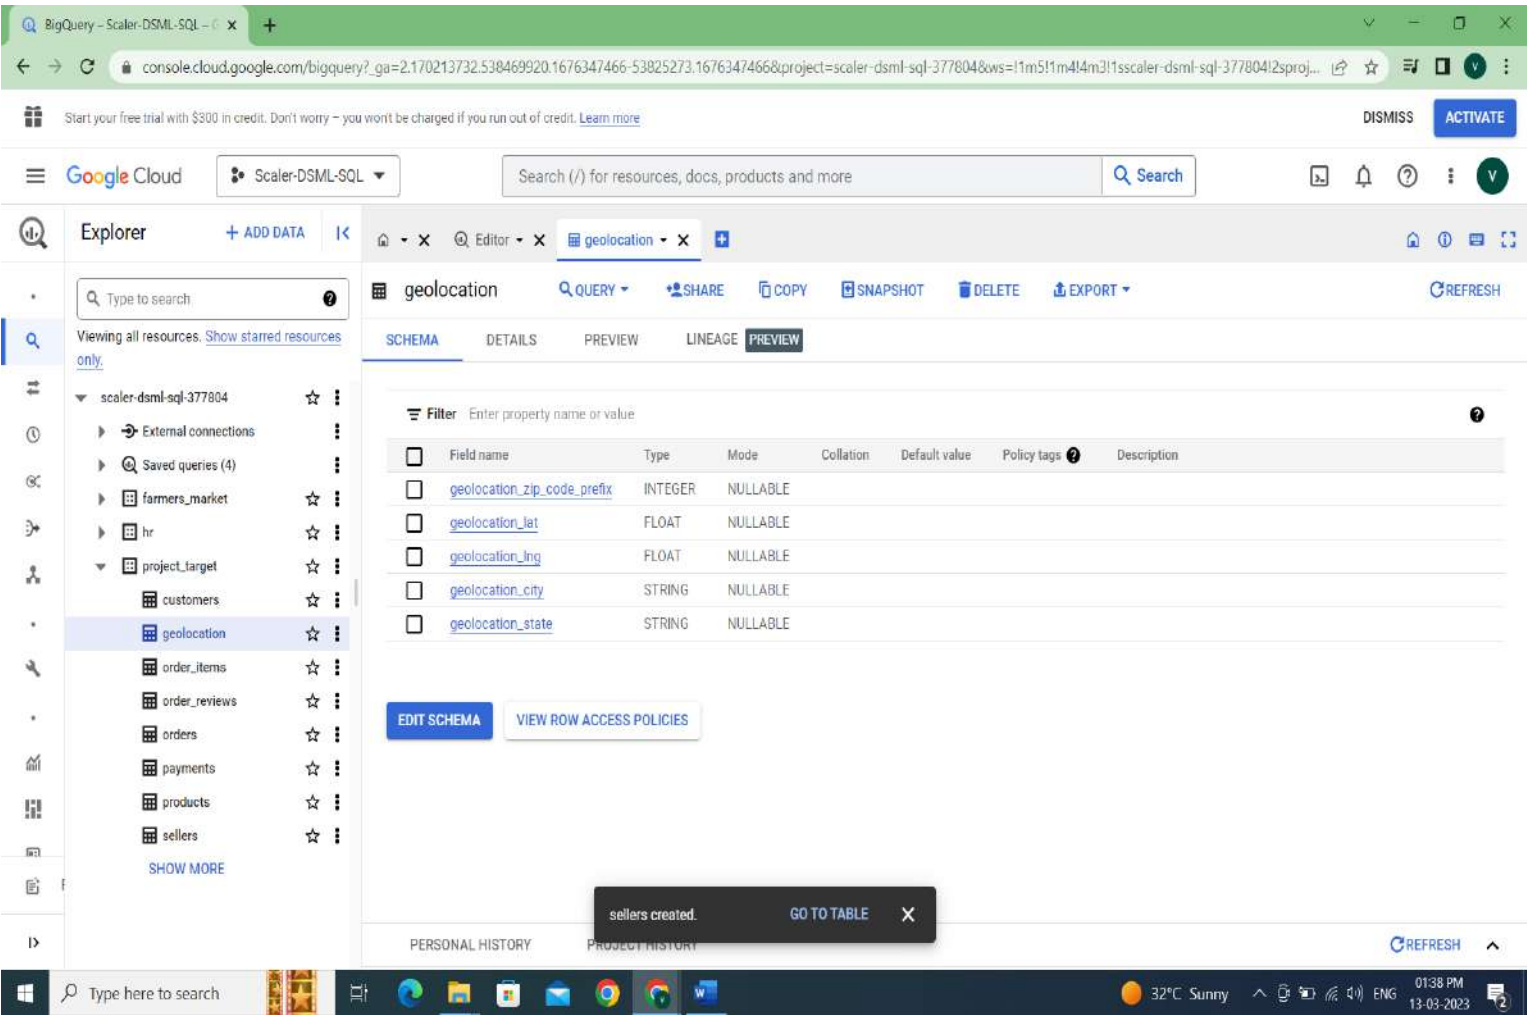 BigQuery – Scaler-DSML-SQL – G
console.cloud.google.com/bigquery?_ga=2.170213732.538469920.1676347466-53825273.1676347466&project=scaler-dsml-sql-377804&ws=!1m5!1m4!4m3!1sscaler-dsml-sql-377804!2sproj...
V
Start your free trial with $300 in credit. Don't worry – you won't be charged if you run out of credit. Learn more
DISMISS ACTIVATE
Google Cloud Scaler-DSML-SQL Search (/) for resources, docs, products and more Search V
Explorer + ADD DATA
Editor geolocation
Type to search
geolocation QUERY SHARE COPY SNAPSHOT DELETE EXPORT REFRESH
Viewing all resources. Show starred resources
only.
SCHEMA DETAILS PREVIEW LINEAGE PREVIEW
scaler-dsml-sql-377804
External connections
Saved queries (4)
farmers_market
hr
project_target
customers
geolocation
order_items
order_reviews
orders
payments
products
sellers
SHOW MORE
Filter Enter property name or value
Field name Type Mode Collation Default value Policy tags Description
geolocation_zip_code_prefix INTEGER NULLABLE
geolocation_lat FLOAT NULLABLE
geolocation_lng FLOAT NULLABLE
geolocation_city STRING NULLABLE
geolocation_state STRING NULLABLE
EDIT SCHEMA VIEW ROW ACCESS POLICIES
sellers created. GO TO TABLE
PERSONAL HISTORY PROJECT HISTORY REFRESH
Type here to search 32°C Sunny ENG 01:38 PM
13-03-2023
2